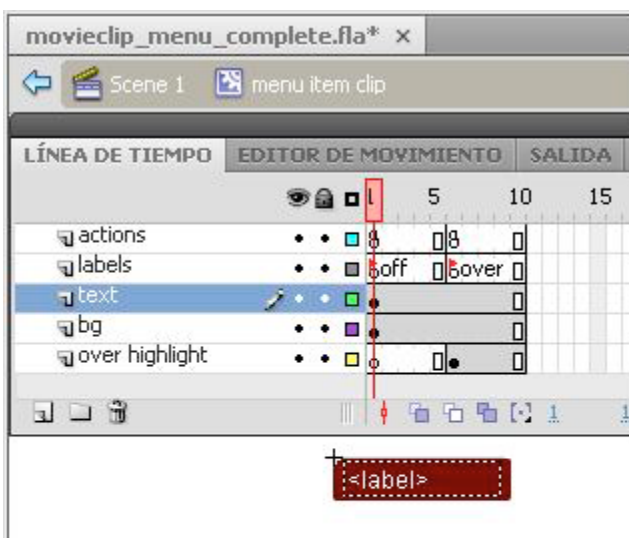 movieclip_menu_complete.fla* ×
Scene 1 menu item clip
LÍNEA DE TIEMPO EDITOR DE MOVIMIENTO SALIDA
1 5 10 15
actions
labels off over
text
bg
over highlight
1
<label>